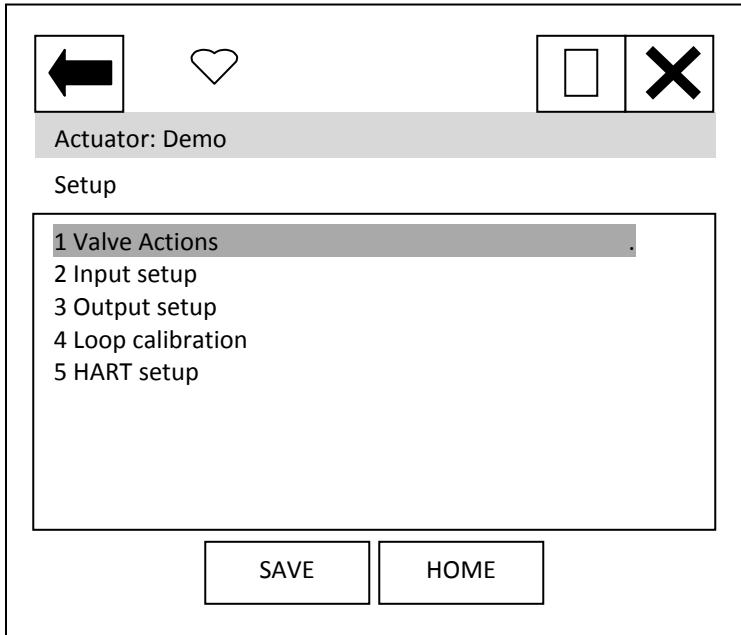 Actuator: Demo
Setup
1 Valve Actions .
2 Input setup
3 Output setup
4 Loop calibration
5 HART setup
SAVE HOME